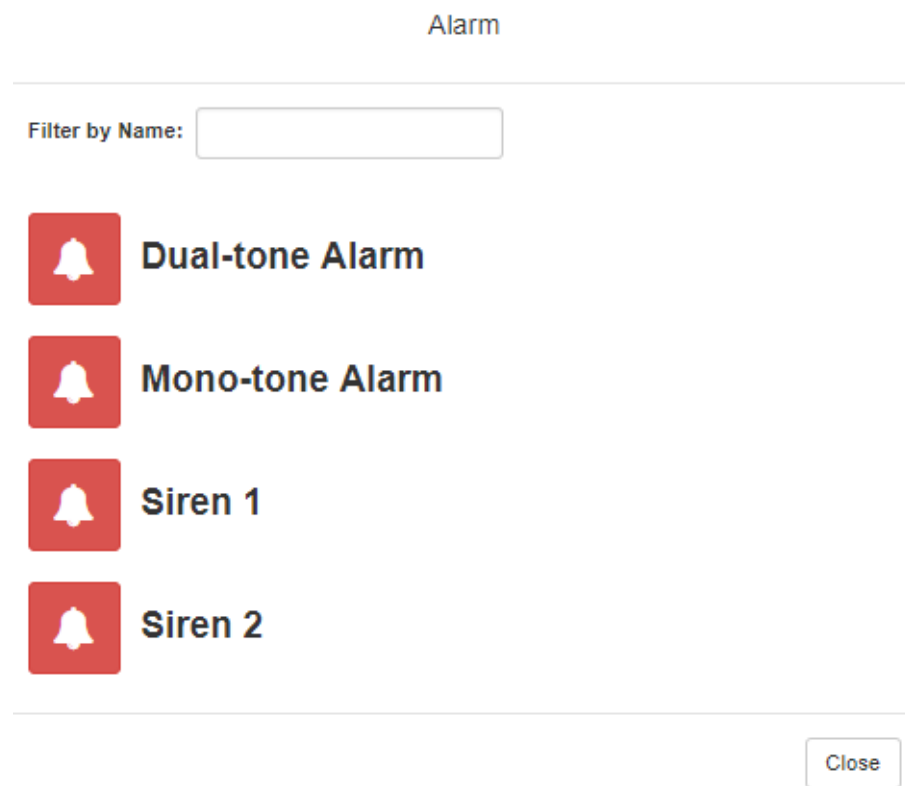 Alarm
Filter by Name:
Dual-tone Alarm
Mono-tone Alarm
Siren 1
Siren 2
Close